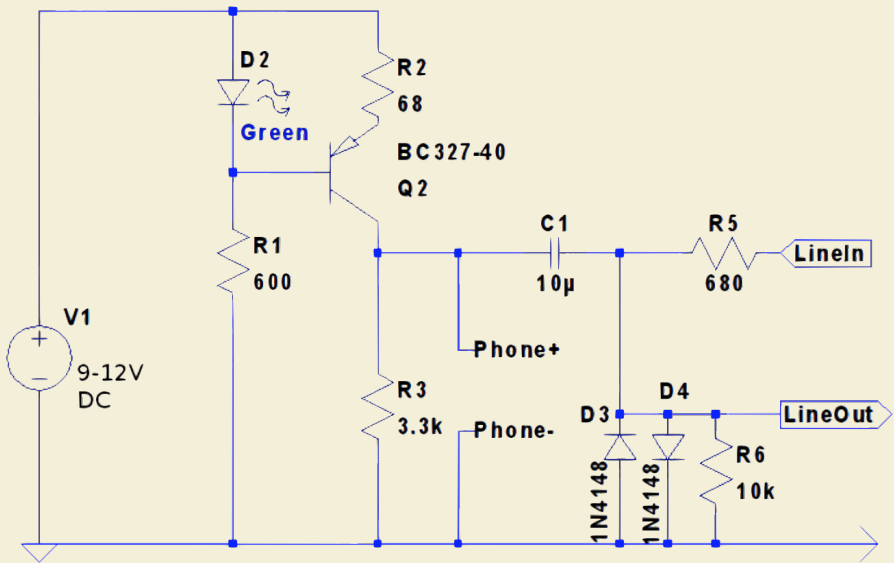 D2
Green
R2
68
BC327-40
Q2
R1
600
C1
10µ
R5
680
LineIn
V1
+
−
9-12V
DC
Phone+
R3
3.3k
Phone-
D3
1N4148
D4
1N4148
LineOut
R6
10k